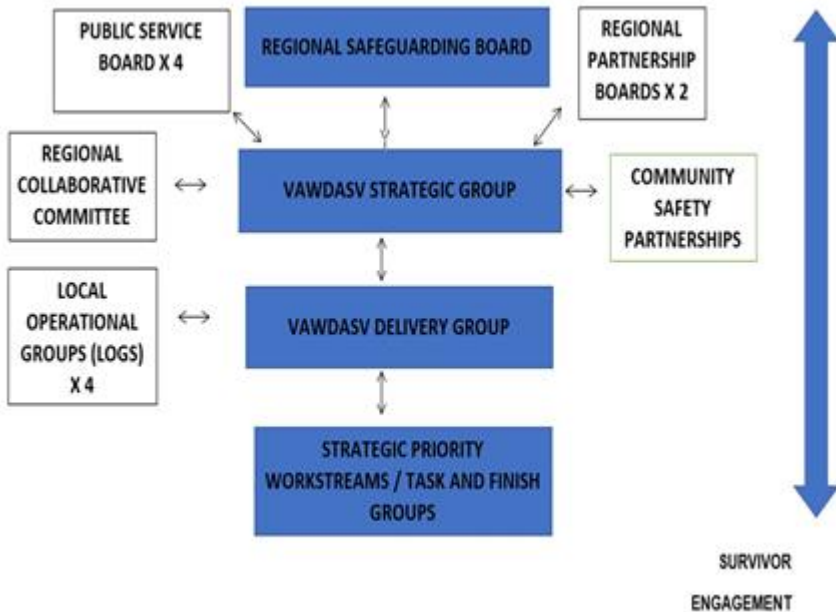 PUBLIC SERVICE
BOARD X 4
REGIONAL SAFEGUARDING BOARD
REGIONAL
PARTNERSHIP
BOARDS X 2
REGIONAL
COLLABORATIVE
COMMITTEE
VAWDASV STRATEGIC GROUP
COMMUNITY
SAFETY
PARTNERSHIPS
LOCAL
OPERATIONAL
GROUPS (LOGS)
X 4
VAWDASV DELIVERY GROUP
STRATEGIC PRIORITY
WORKSTREAMS / TASK AND FINISH
GROUPS
SURVIVOR
ENGAGEMENT